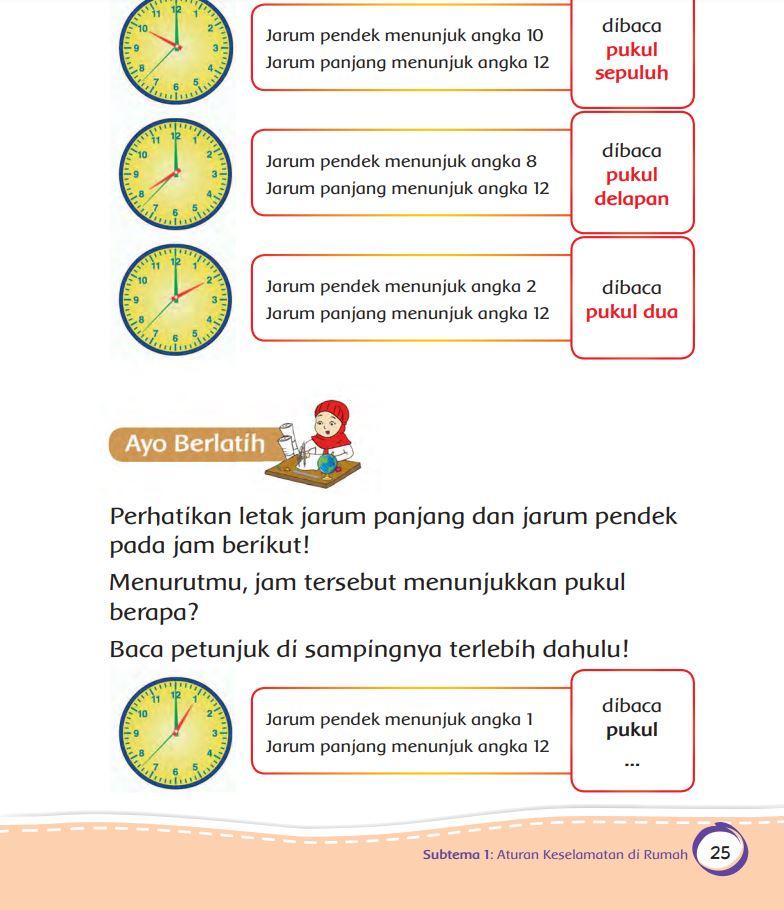 Jarum pendek menunjuk angka 10
Jarum panjang menunjuk angka 12
dibaca
pukul
sepuluh
Jarum pendek menunjuk angka 8
Jarum panjang menunjuk angka 12
dibaca
pukul
delapan
Jarum pendek menunjuk angka 2
Jarum panjang menunjuk angka 12
dibaca
pukul dua
Ayo Berlatih
Perhatikan letak jarum panjang dan jarum pendek
pada jam berikut!
Menurutmu, jam tersebut menunjukkan pukul
berapa?
Baca petunjuk di sampingnya terlebih dahulu!
Jarum pendek menunjuk angka 1
Jarum panjang menunjuk angka 12
dibaca
pukul
...
Subtema 1: Aturan Keselamatan di Rumah 25